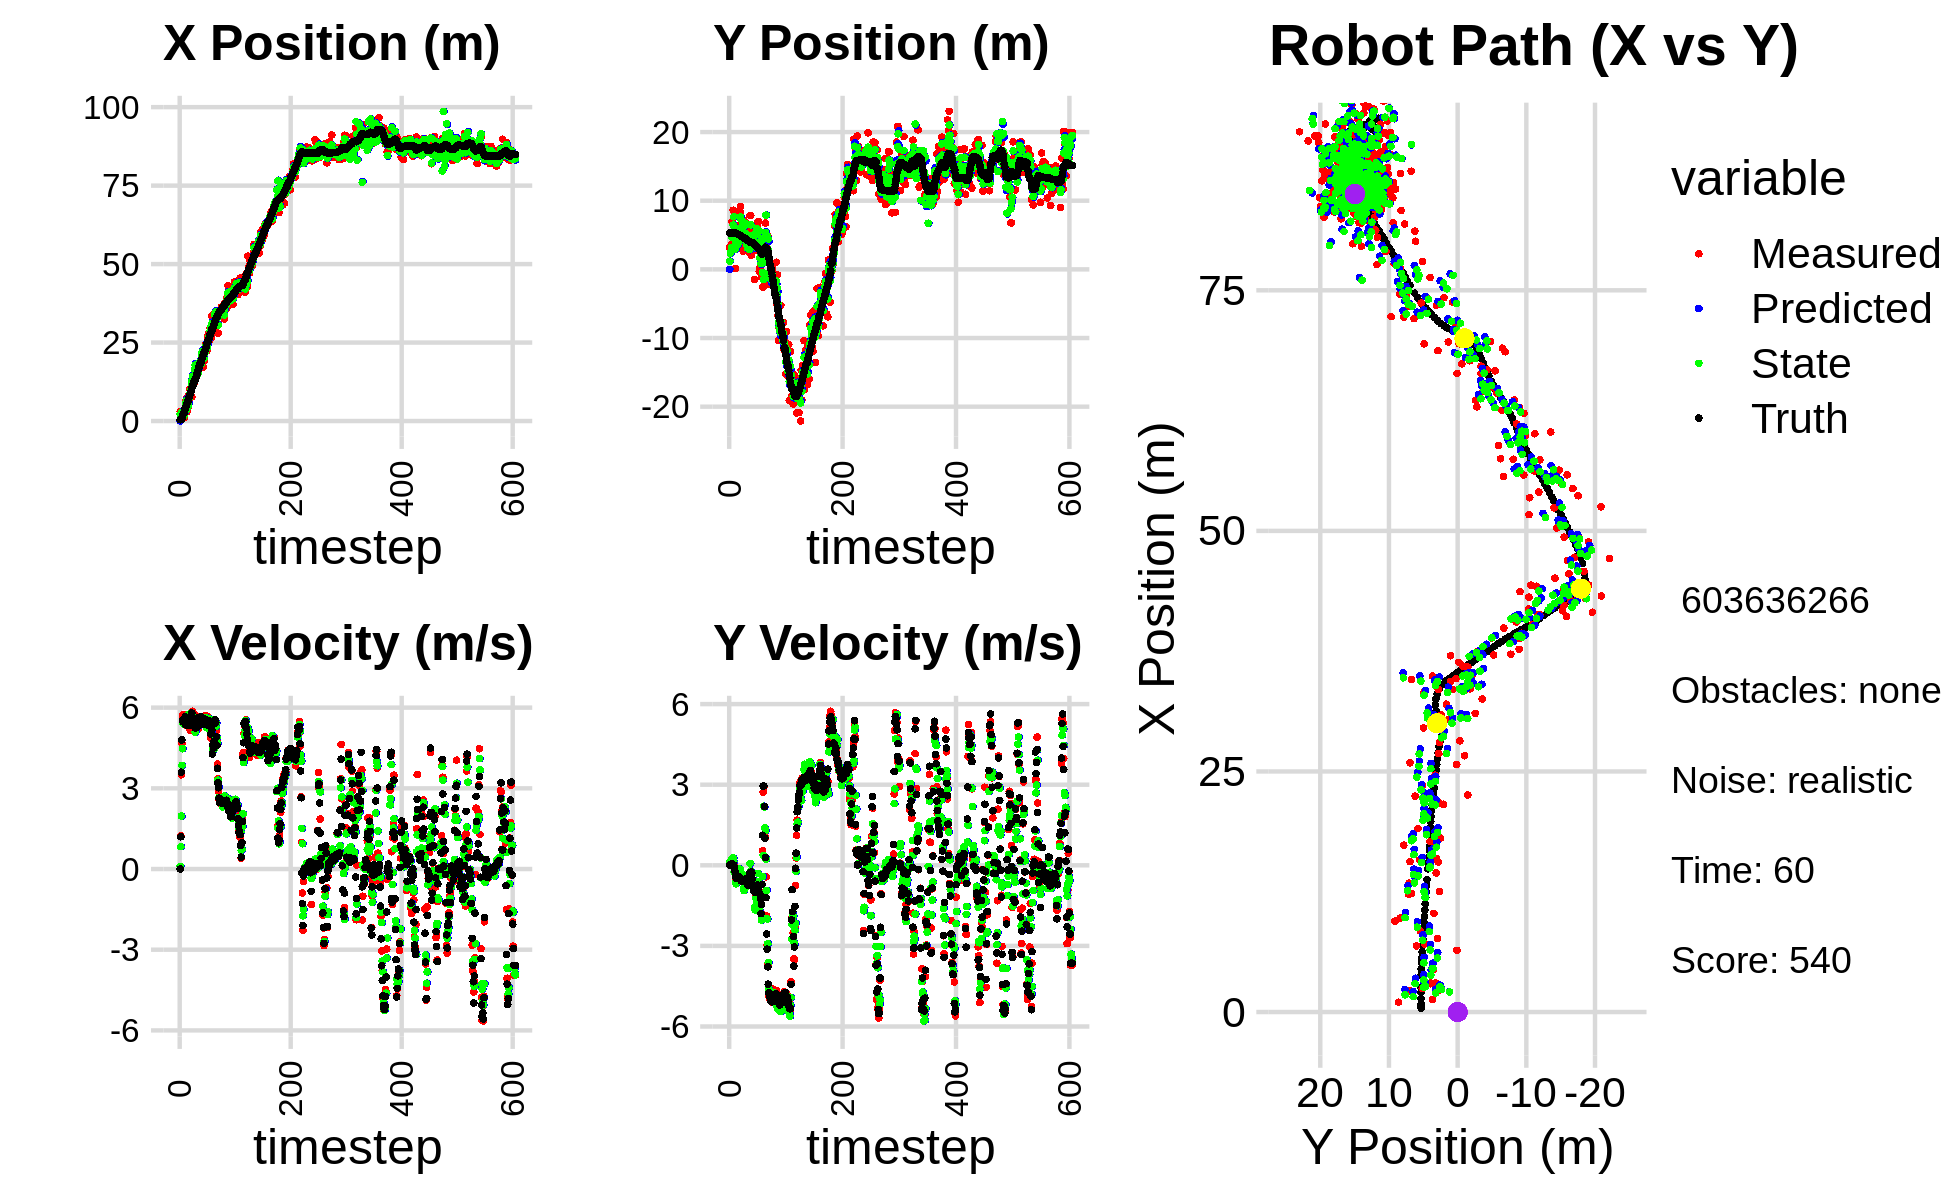 X Position (m)
100
75
50
25
0
0
200
400
600
timestep
Y Position (m)
20
10
0
-10
-20
0
200
400
600
timestep
X Velocity (m/s)
6
3
0
-3
-6
0
200
400
600
timestep
Y Velocity (m/s)
6
3
0
-3
-6
0
200
400
600
timestep
Robot Path (X vs Y)
X Position (m)
75
50
25
0
20 10 0 -10 -20
Y Position (m)
variable
Measured
Predicted
State
Truth
603636266
Obstacles: none
Noise: realistic
Time: 60
Score: 540